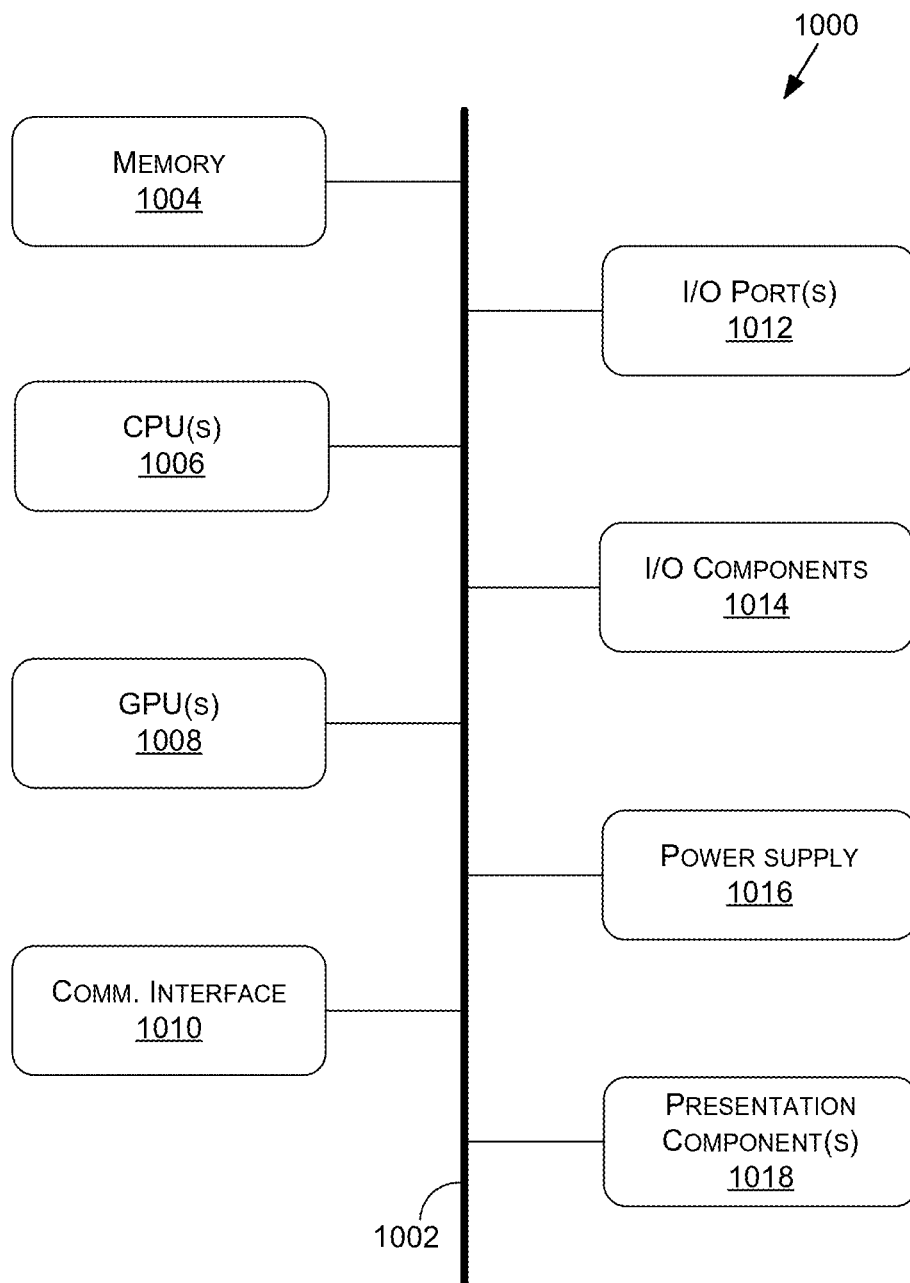 1000
MEMORY
1004
I/O PORT(S)
1012
CPU(S)
1006
I/O COMPONENTS
1014
GPU(S)
1008
POWER SUPPLY
1016
COMM. INTERFACE
1010
PRESENTATION
COMPONENT(S)
1018
1002